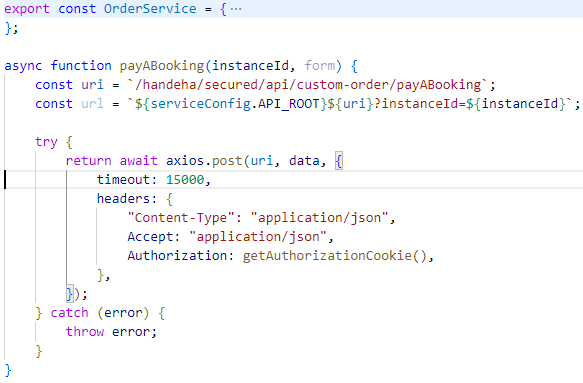 export const OrderService = {···
};
async function payABooking(instanceId, form) {
    const uri = `/handeha/secured/api/custom-order/payABooking`;
    const url = `${serviceConfig.API_ROOT}${uri}?instanceId=${instanceId}`;
    try {
        return await axios.post(uri, data, {
            timeout: 15000,
            headers: {
                "Content-Type": "application/json",
                Accept: "application/json",
                Authorization: getAuthorizationCookie(),
            },
        });
    } catch (error) {
        throw error;
    }
}